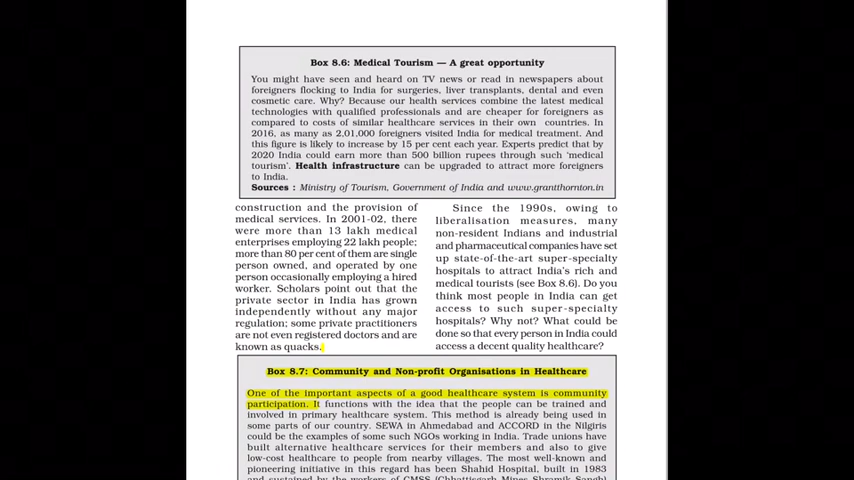 Box 8.6: Medical Tourism — A great opportunity
You might have seen and heard on TV news or read in newspapers about
foreigners flocking to India for surgeries, liver transplants, dental and even
cosmetic care. Why? Because our health services combine the latest medical
technologies with qualified professionals and are cheaper for foreigners as
compared to costs of similar healthcare services in their own countries. In
2016, as many as 2,01,000 foreigners visited India for medical treatment. And
this figure is likely to increase by 15 per cent each year. Experts predict that by
2020 India could earn more than 500 billion rupees through such ‘medical
tourism’. Health infrastructure can be upgraded to attract more foreigners
to India.
Sources : Ministry of Tourism, Government of India and www.grantthornton.in
construction and the provision of
medical services. In 2001-02, there
were more than 13 lakh medical
enterprises employing 22 lakh people;
more than 80 per cent of them are single
person owned, and operated by one
person occasionally employing a hired
worker. Scholars point out that the
private sector in India has grown
independently without any major
regulation; some private practitioners
are not even registered doctors and are
known as quacks.
Since the 1990s, owing to
liberalisation measures, many
non-resident Indians and industrial
and pharmaceutical companies have set
up state-of-the-art super-specialty
hospitals to attract India’s rich and
medical tourists (see Box 8.6). Do you
think most people in India can get
access to such super-specialty
hospitals? Why not? What could be
done so that every person in India could
access a decent quality healthcare?
Box 8.7: Community and Non-profit Organisations in Healthcare
One of the important aspects of a good healthcare system is community
participation. It functions with the idea that the people can be trained and
involved in primary healthcare system. This method is already being used in
some parts of our country. SEWA in Ahmedabad and ACCORD in the Nilgiris
could be the examples of some such NGOs working in India. Trade unions have
built alternative healthcare services for their members and also to give
low-cost healthcare to people from nearby villages. The most well-known and
pioneering initiative in this regard has been Shahid Hospital, built in 1983
and sustained by the workers of CMSS (Chhattisgarh Mines Shramik Sangh)